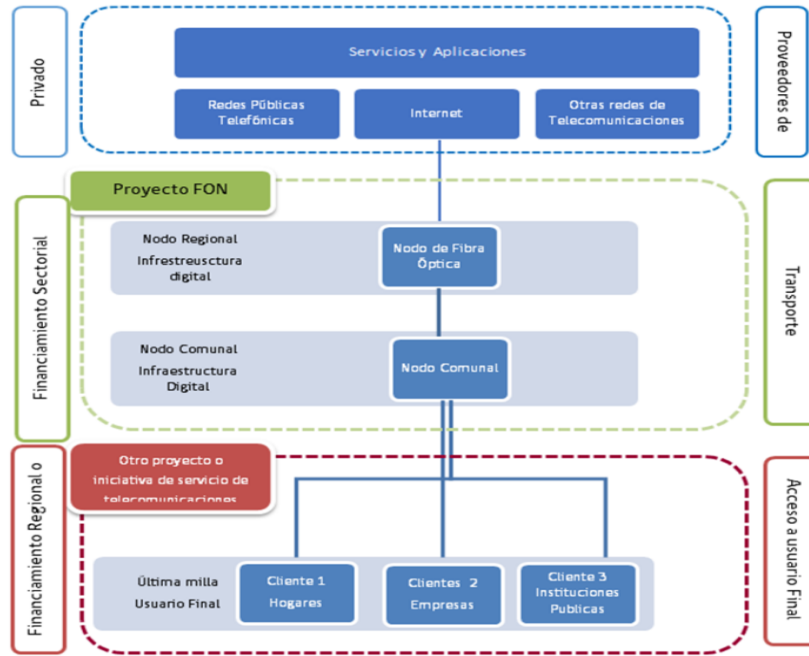 Privado
Servicios y Aplicaciones
Redes Públicas
Telefónicas
Internet
Otras redes de
Telecomunicaciones
Proveedores de
Proyecto FON
Financiamiento Sectorial
Nodo Regional
Infrestreusctura
digital
Nodo de Fibra
Óptica
Nodo Comunal
Infraestructura
Digital
Nodo Comunal
Transporte
Otro proyecto o
iniciativa de servicio de
telecomunicaciones
Financiamiento Regional o
Última milla
Usuario Final
Cliente 1
Hogares
Clientes 2
Empresas
Cliente 3
Instituciones
Publicas
Acceso a usuario Final